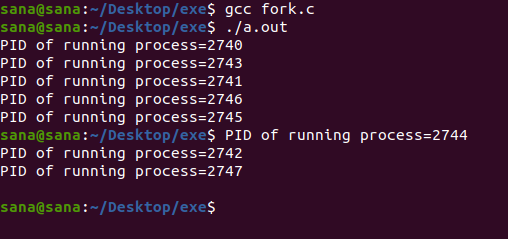 sana@sana:~/Desktop/exe$ gcc fork.c
sana@sana:~/Desktop/exe$ ./a.out
PID of running process=2740
PID of running process=2743
PID of running process=2741
PID of running process=2746
PID of running process=2745
sana@sana:~/Desktop/exe$ PID of running process=2744
PID of running process=2742
PID of running process=2747
sana@sana:~/Desktop/exe$